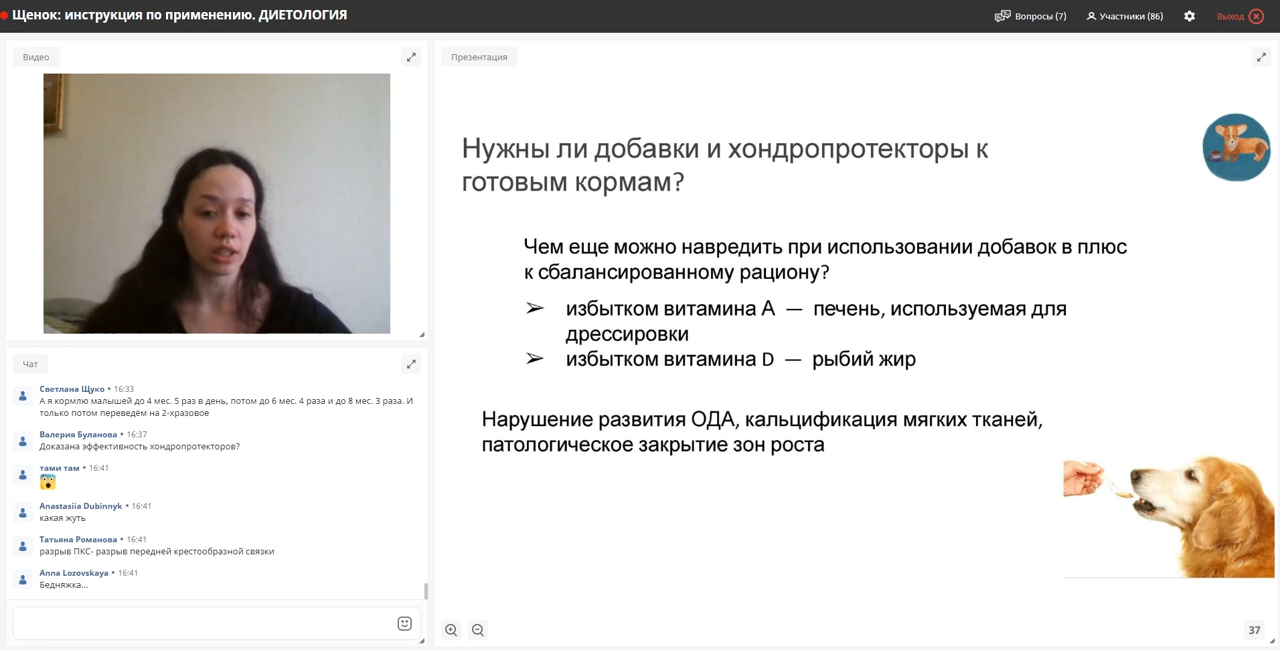 Щенок: инструкция по применению. ДИЕТОЛОГИЯ
Вопросы (7)
Участники (86)
Выход
Видео
Чат
Светлана Щуко • 16:33
А я кормлю малышей до 4 мес. 5 раз в день, потом до 6 мес. 4 раза и до 8 мес. 3 раза. И
только потом переведём на 2-хразовое
Валерия Буланова • 16:37
Доказана эффективность хондропротекторов?
тами там • 16:41
Anastasiia Dubinnyk • 16:41
какая жуть
Татьяна Романова • 16:41
разрыв ПКС- разрыв передней крестообразной связки
Anna Lozovskaya • 16:41
Бедняжка...
Презентация
Нужны ли добавки и хондропротекторы к
готовым кормам?
Чем еще можно навредить при использовании добавок в плюс
к сбалансированному рациону?
➢ избытком витамина А — печень, используемая для
дрессировки
➢ избытком витамина D — рыбий жир
Нарушение развития ОДА, кальцификация мягких тканей,
патологическое закрытие зон роста
37